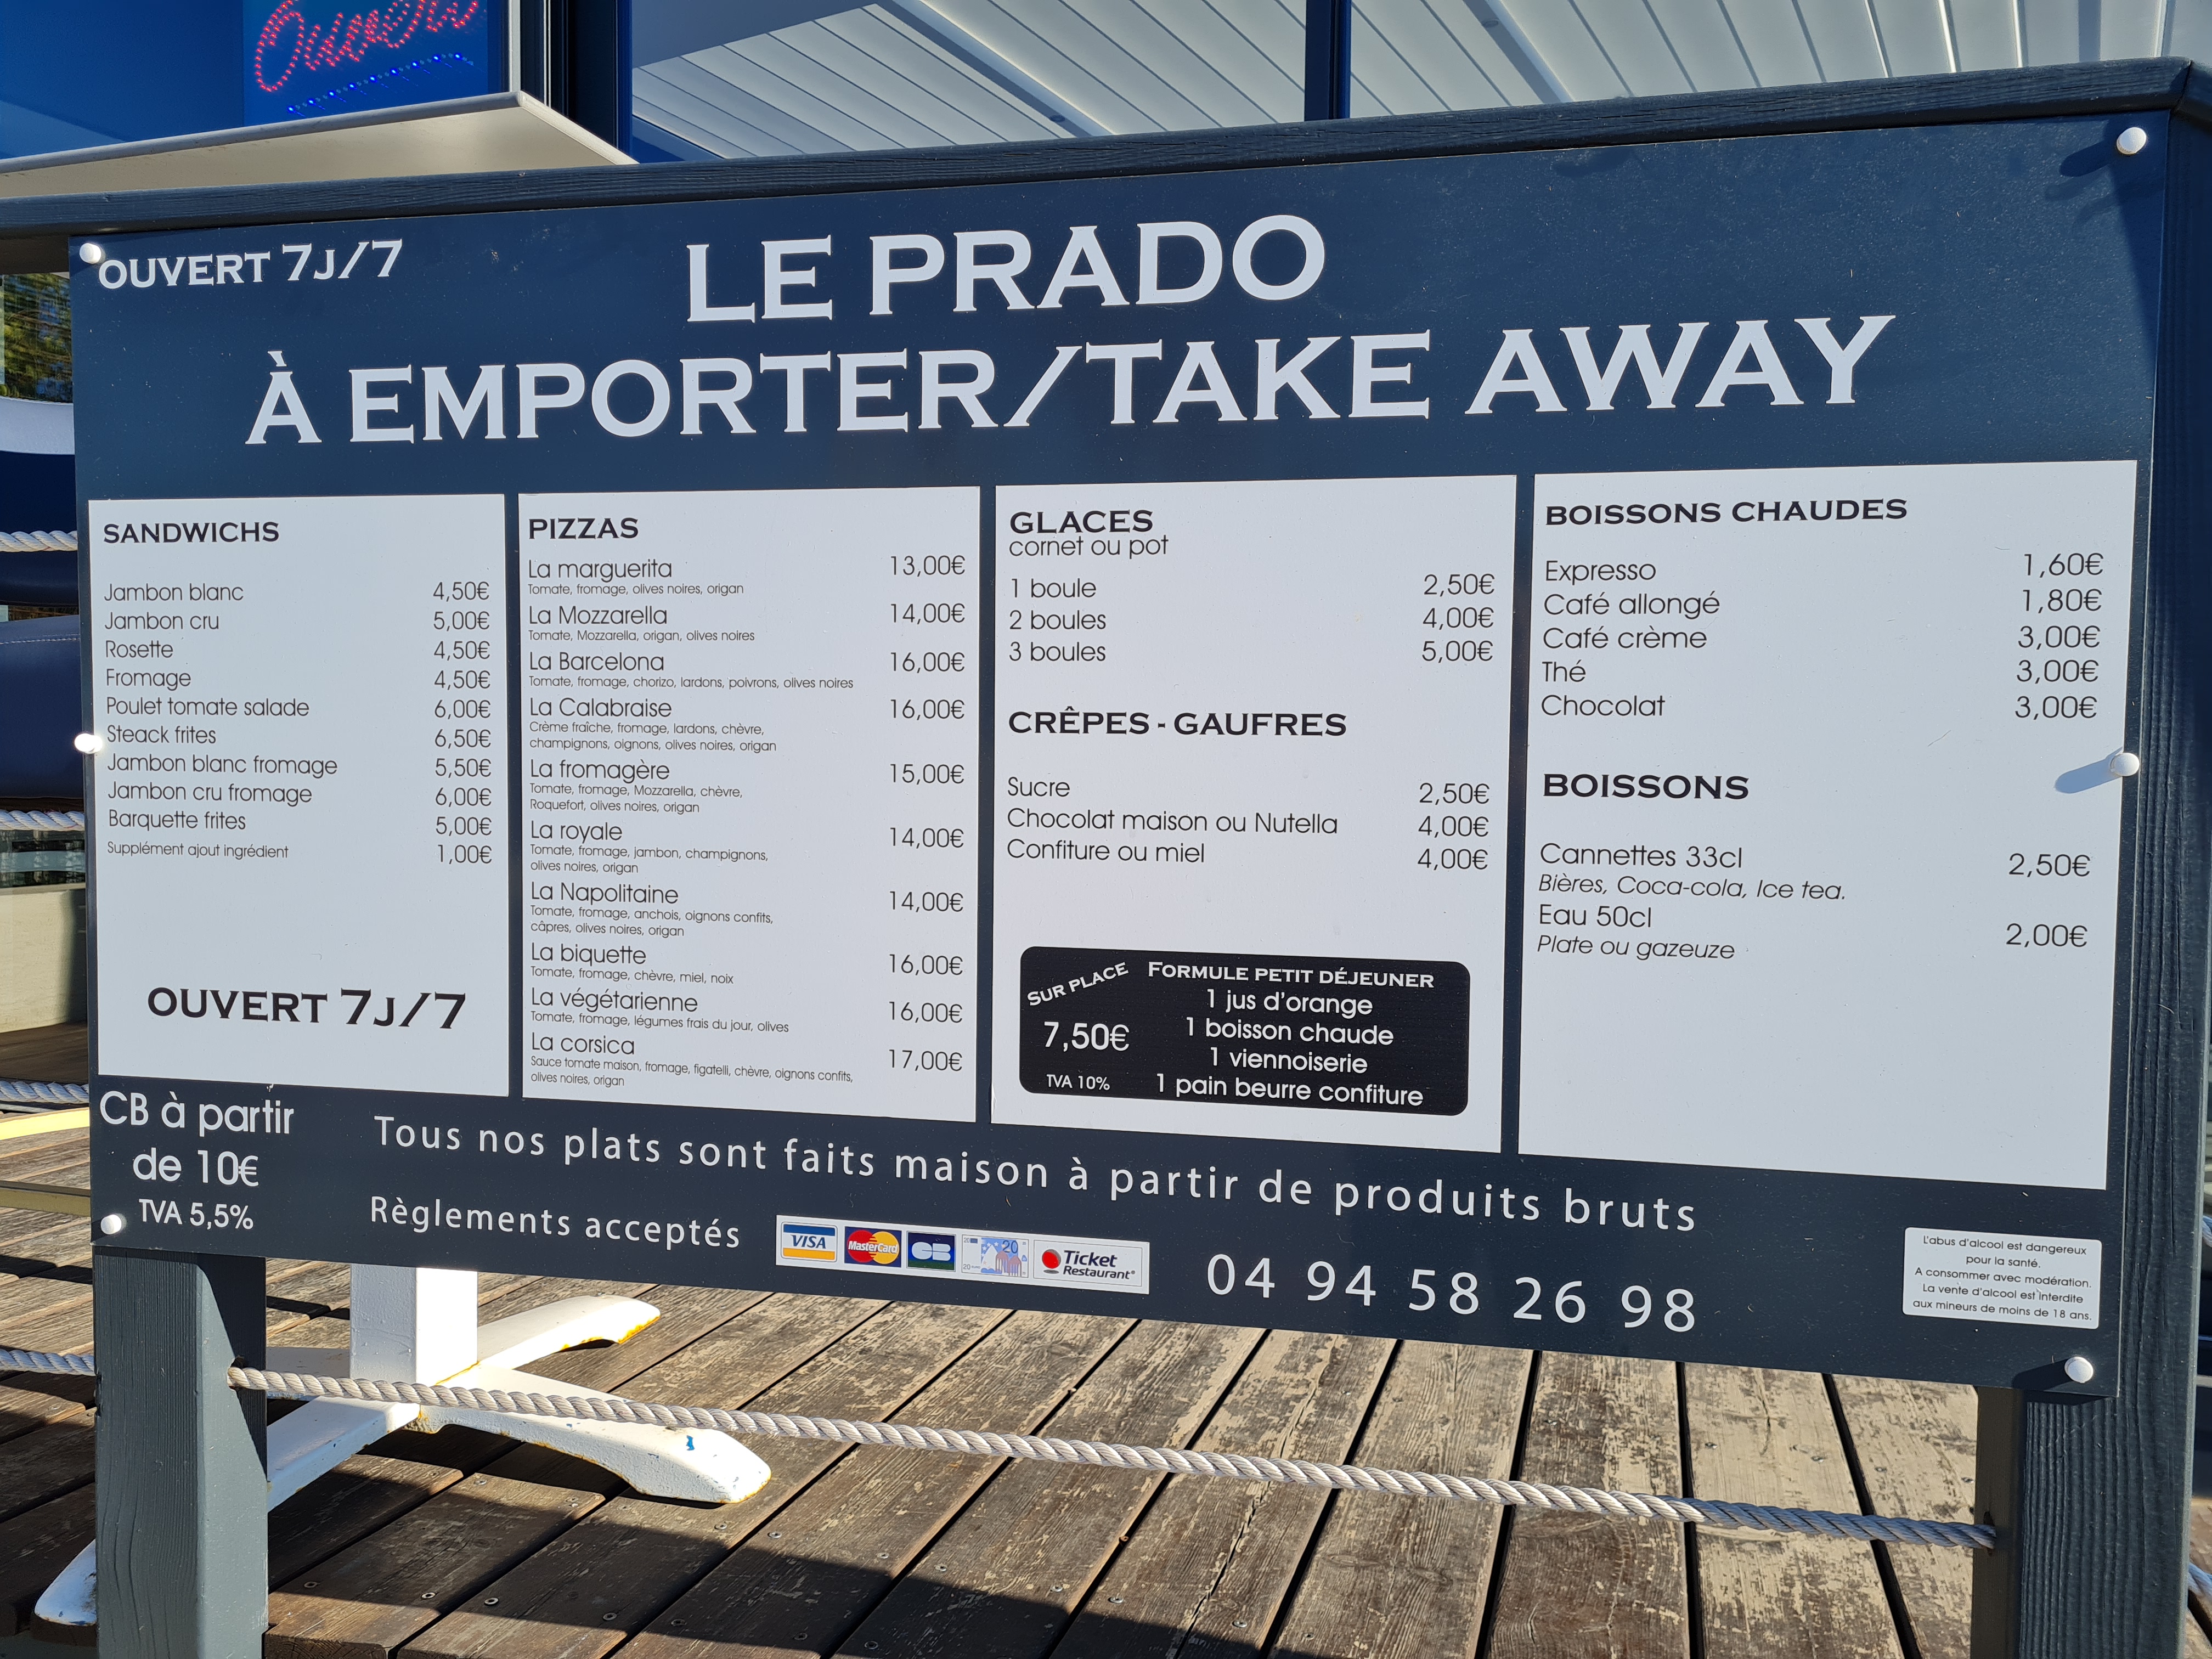 Ouvert
OUVERT 7J/7
LE PRADO
À EMPORTER/TAKE AWAY
SANDWICHS
Jambon blanc 4,50€
Jambon cru 5,00€
Rosette 4,50€
Fromage 4,50€
Poulet tomate salade 6,00€
Steack frites 6,50€
Jambon blanc fromage 5,50€
Jambon cru fromage 6,00€
Barquette frites 5,00€
Supplément ajout ingrédient 1,00€
OUVERT 7J/7
PIZZAS
La marguerita 13,00€
Tomate, fromage, olives noires, origan
La Mozzarella 14,00€
Tomate, Mozzarella, origan, olives noires
La Barcelona 16,00€
Tomate, fromage, chorizo, lardons, poivrons, olives noires
La Calabraise 16,00€
Crème fraîche, fromage, lardons, chèvre,
champignons, oignons, olives noires, origan
La fromagère 15,00€
Tomate, fromage, Mozzarella, chèvre,
Roquefort, olives noires, origan
La royale 14,00€
Tomate, fromage, jambon, champignons,
olives noires, origan
La Napolitaine 14,00€
Tomate, fromage, anchois, oignons confits,
câpres, olives noires, origan
La biquette 16,00€
Tomate, fromage, chèvre, miel, noix
La végétarienne 16,00€
Tomate, fromage, légumes frais du jour, olives
La corsica 17,00€
Sauce tomate maison, fromage, figatelli, chèvre, oignons confits,
olives noires, origan
GLACES
cornet ou pot
1 boule 2,50€
2 boules 4,00€
3 boules 5,00€
CRÊPES - GAUFRES
Sucre 2,50€
Chocolat maison ou Nutella 4,00€
Confiture ou miel 4,00€
SUR PLACE
7,50€
TVA 10%
FORMULE PETIT DÉJEUNER
1 jus d'orange
1 boisson chaude
1 viennoiserie
1 pain beurre confiture
BOISSONS CHAUDES
Expresso 1,60€
Café allongé 1,80€
Café crème 3,00€
Thé 3,00€
Chocolat 3,00€
BOISSONS
Cannettes 33cl 2,50€
Bières, Coca-cola, Ice tea.
Eau 50cl 2,00€
Plate ou gazeuze
CB à partir
de 10€
TVA 5,5%
Tous nos plats sont faits maison à partir de produits bruts
Règlements acceptés
VISA MasterCard CB 20 Ticket
Restaurant
04 94 58 26 98
L'abus d'alcool est dangereux
pour la santé.
A consommer avec modération.
La vente d'alcool est interdite
aux mineurs de moins de 18 ans.